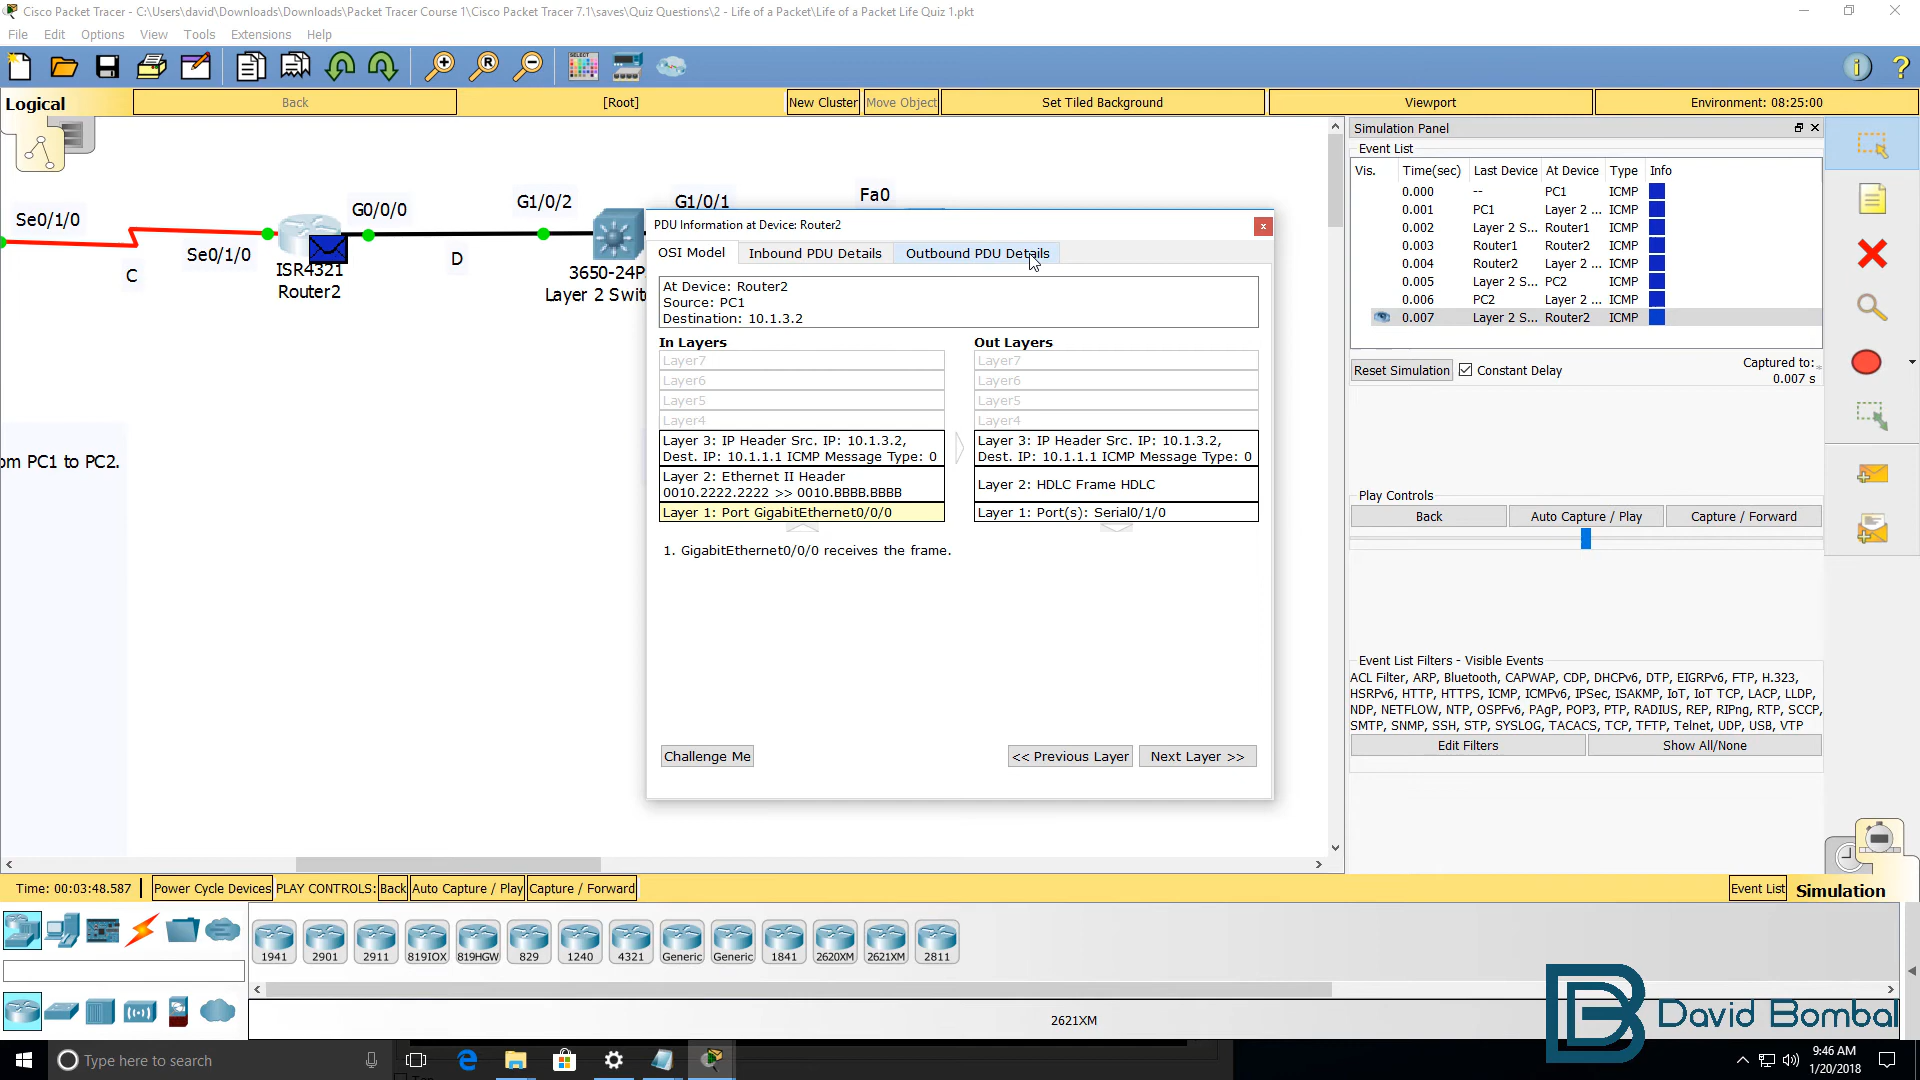 Cisco Packet Tracer - C:\Users\david\Downloads\Downloads\Packet Tracer Course 1\Cisco Packet Tracer 7.1\saves\Quiz Questions\2 - Life of a Packet\Life of a Packet Life Quiz 1.pkt
File Edit Options View Tools Extensions Help
Logical Back [Root] New Cluster Move Object Set Tiled Background Viewport Environment: 08:25:00
Se0/1/0
C
Se0/1/0
G0/0/0
ISR4321
Router2
D
G1/0/2
G1/0/1
Fa0
3650-24P
Layer 2 Swit
om PC1 to PC2.
PDU Information at Device: Router2
OSI Model Inbound PDU Details Outbound PDU Details
At Device: Router2
Source: PC1
Destination: 10.1.3.2
In Layers
Layer7
Layer6
Layer5
Layer4
Layer 3: IP Header Src. IP: 10.1.3.2,
Dest. IP: 10.1.1.1 ICMP Message Type: 0
Layer 2: Ethernet II Header
0010.2222.2222 >> 0010.BBBB.BBBB
Layer 1: Port GigabitEthernet0/0/0
Out Layers
Layer7
Layer6
Layer5
Layer4
Layer 3: IP Header Src. IP: 10.1.3.2,
Dest. IP: 10.1.1.1 ICMP Message Type: 0
Layer 2: HDLC Frame HDLC
Layer 1: Port(s): Serial0/1/0
1. GigabitEthernet0/0/0 receives the frame.
Challenge Me << Previous Layer Next Layer >>
Simulation Panel
Event List
Vis. Time(sec) Last Device At Device Type Info
0.000 -- PC1 ICMP
0.001 PC1 Layer 2 ... ICMP
0.002 Layer 2 S... Router1 ICMP
0.003 Router1 Router2 ICMP
0.004 Router2 Layer 2 ... ICMP
0.005 Layer 2 S... PC2 ICMP
0.006 PC2 Layer 2 ... ICMP
0.007 Layer 2 S... Router2 ICMP
Reset Simulation Constant Delay Captured to:
0.007 s
Play Controls
Back Auto Capture / Play Capture / Forward
Event List Filters - Visible Events
ACL Filter, ARP, Bluetooth, CAPWAP, CDP, DHCPv6, DTP, EIGRPv6, FTP, H.323,
HSRPv6, HTTP, HTTPS, ICMP, ICMPv6, IPSec, ISAKMP, IoT, IoT TCP, LACP, LLDP,
NDP, NETFLOW, NTP, OSPFv6, PAgP, POP3, PTP, RADIUS, REP, RIPng, RTP, SCCP,
SMTP, SNMP, SSH, STP, SYSLOG, TACACS, TCP, TFTP, Telnet, UDP, USB, VTP
Edit Filters Show All/None
Time: 00:03:48.587 Power Cycle Devices PLAY CONTROLS: Back Auto Capture / Play Capture / Forward Event List Simulation
1941 2901 2911 819IOX 819HGW 829 1240 4321 Generic Generic 1841 2620XM 2621XM 2811
2621XM
David Bombal
Type here to search
9:46 AM
1/20/2018